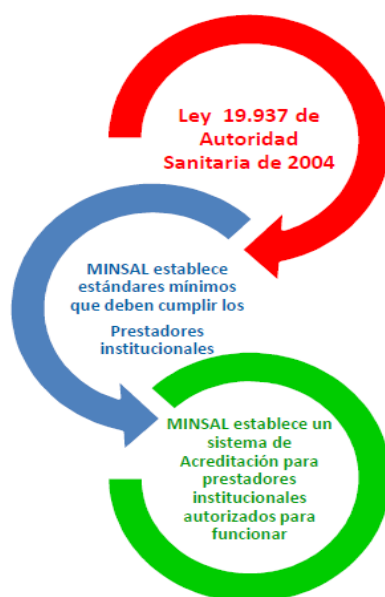 Ley 19.937 de
Autoridad
Sanitaria de 2004
MINSAL establece
estándares mínimos
que deben cumplir los
Prestadores
institucionales
MINSAL establece un
sistema de
Acreditación para
prestadores
institucionales
autorizados para
funcionar